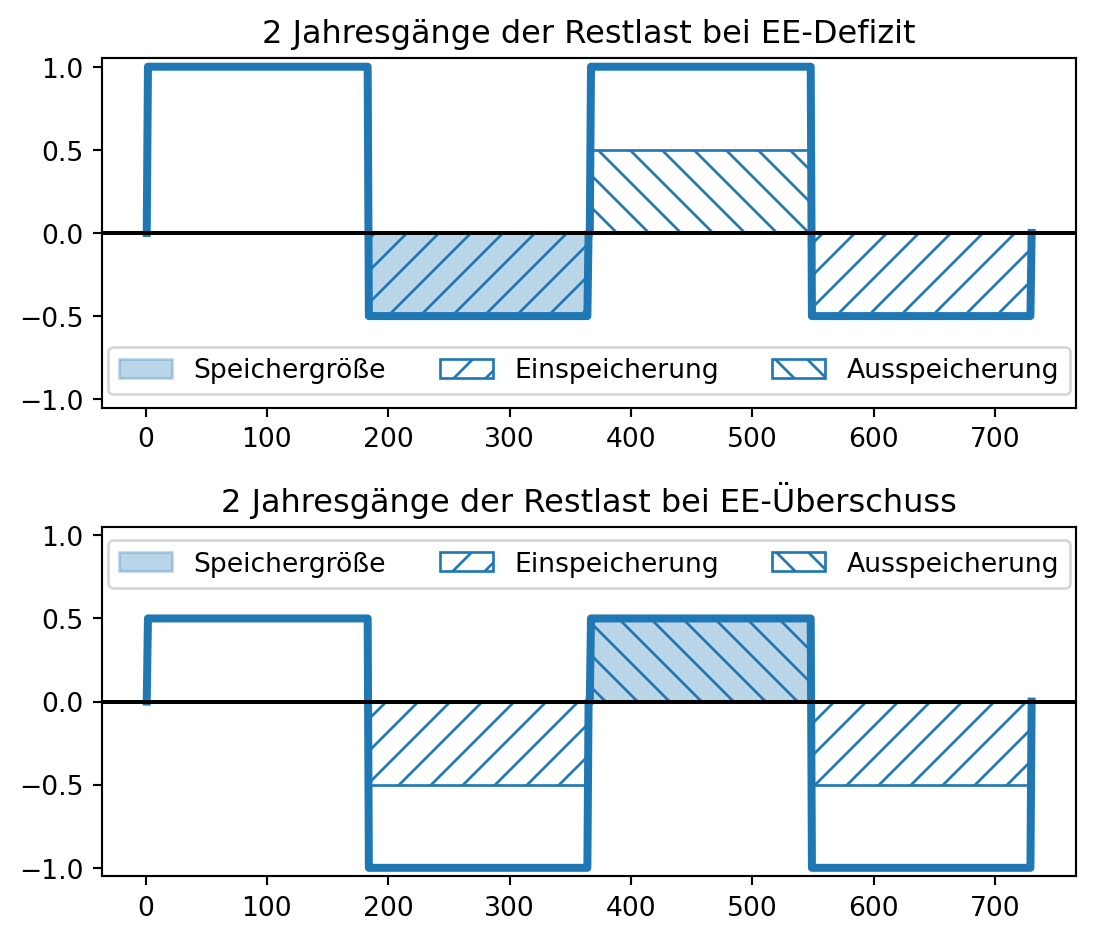 2 Jahresgänge der Restlast bei EE-Defizit
1.0
0.5
0.0
−0.5
−1.0
Speichergröße Einspeicherung Ausspeicherung
0 100 200 300 400 500 600 700
2 Jahresgänge der Restlast bei EE-Überschuss
1.0
Speichergröße Einspeicherung Ausspeicherung
0.5
0.0
−0.5
−1.0
0 100 200 300 400 500 600 700